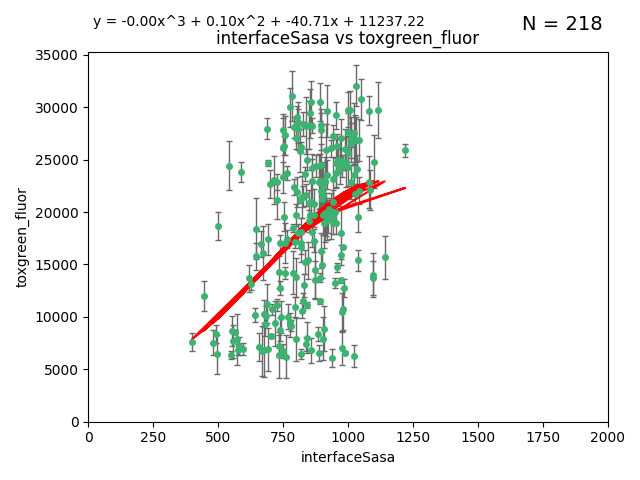 y = -0.00x^3 + 0.10x^2 + -40.71x + 11237.22
N = 218
interfaceSasa vs toxgreen_fluor
35000
30000
25000
20000
15000
10000
5000
0
toxgreen_fluor
0 250 500 750 1000 1250 1500 1750 2000
interfaceSasa